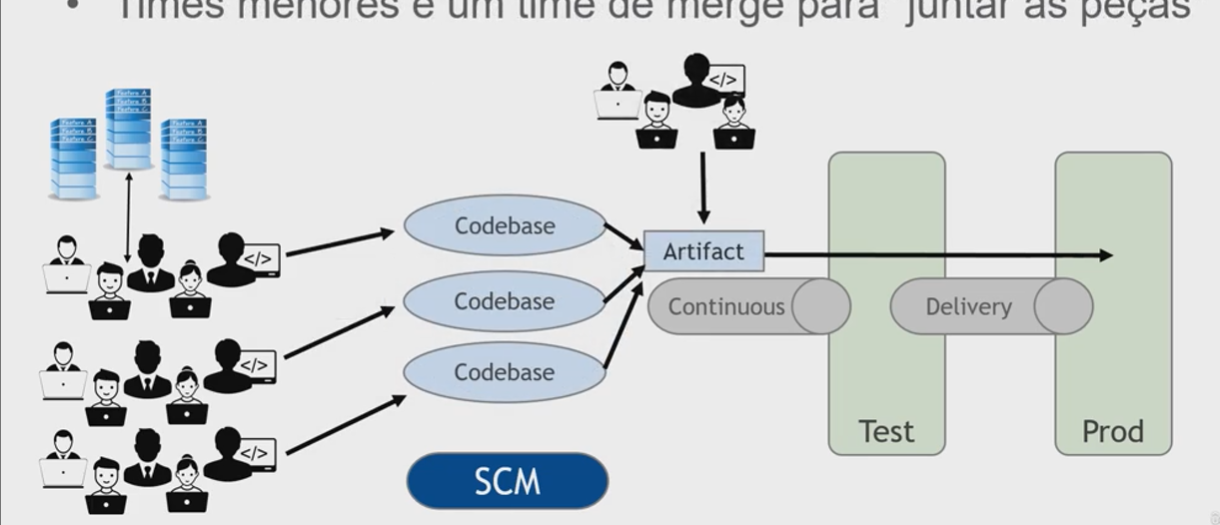 • Times menores e um time de merge para "juntar as peças"
Feature A
Feature B
Feature C
Feature A
Feature B
Feature C
Feature A
Feature B
Feature C
</>
Codebase
Artifact
</>
Codebase
Continuous
Delivery
</>
Codebase
</>
Test
Prod
SCM